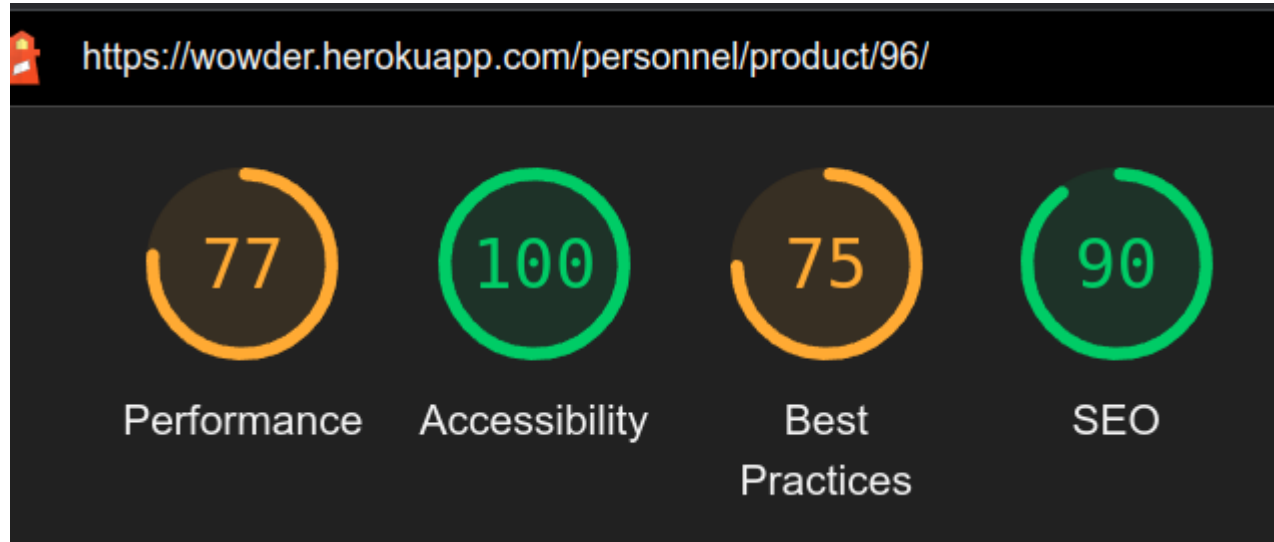 https://wowder.herokuapp.com/personnel/product/96/
77
100
75
90
Performance
Accessibility
Best
Practices
SEO